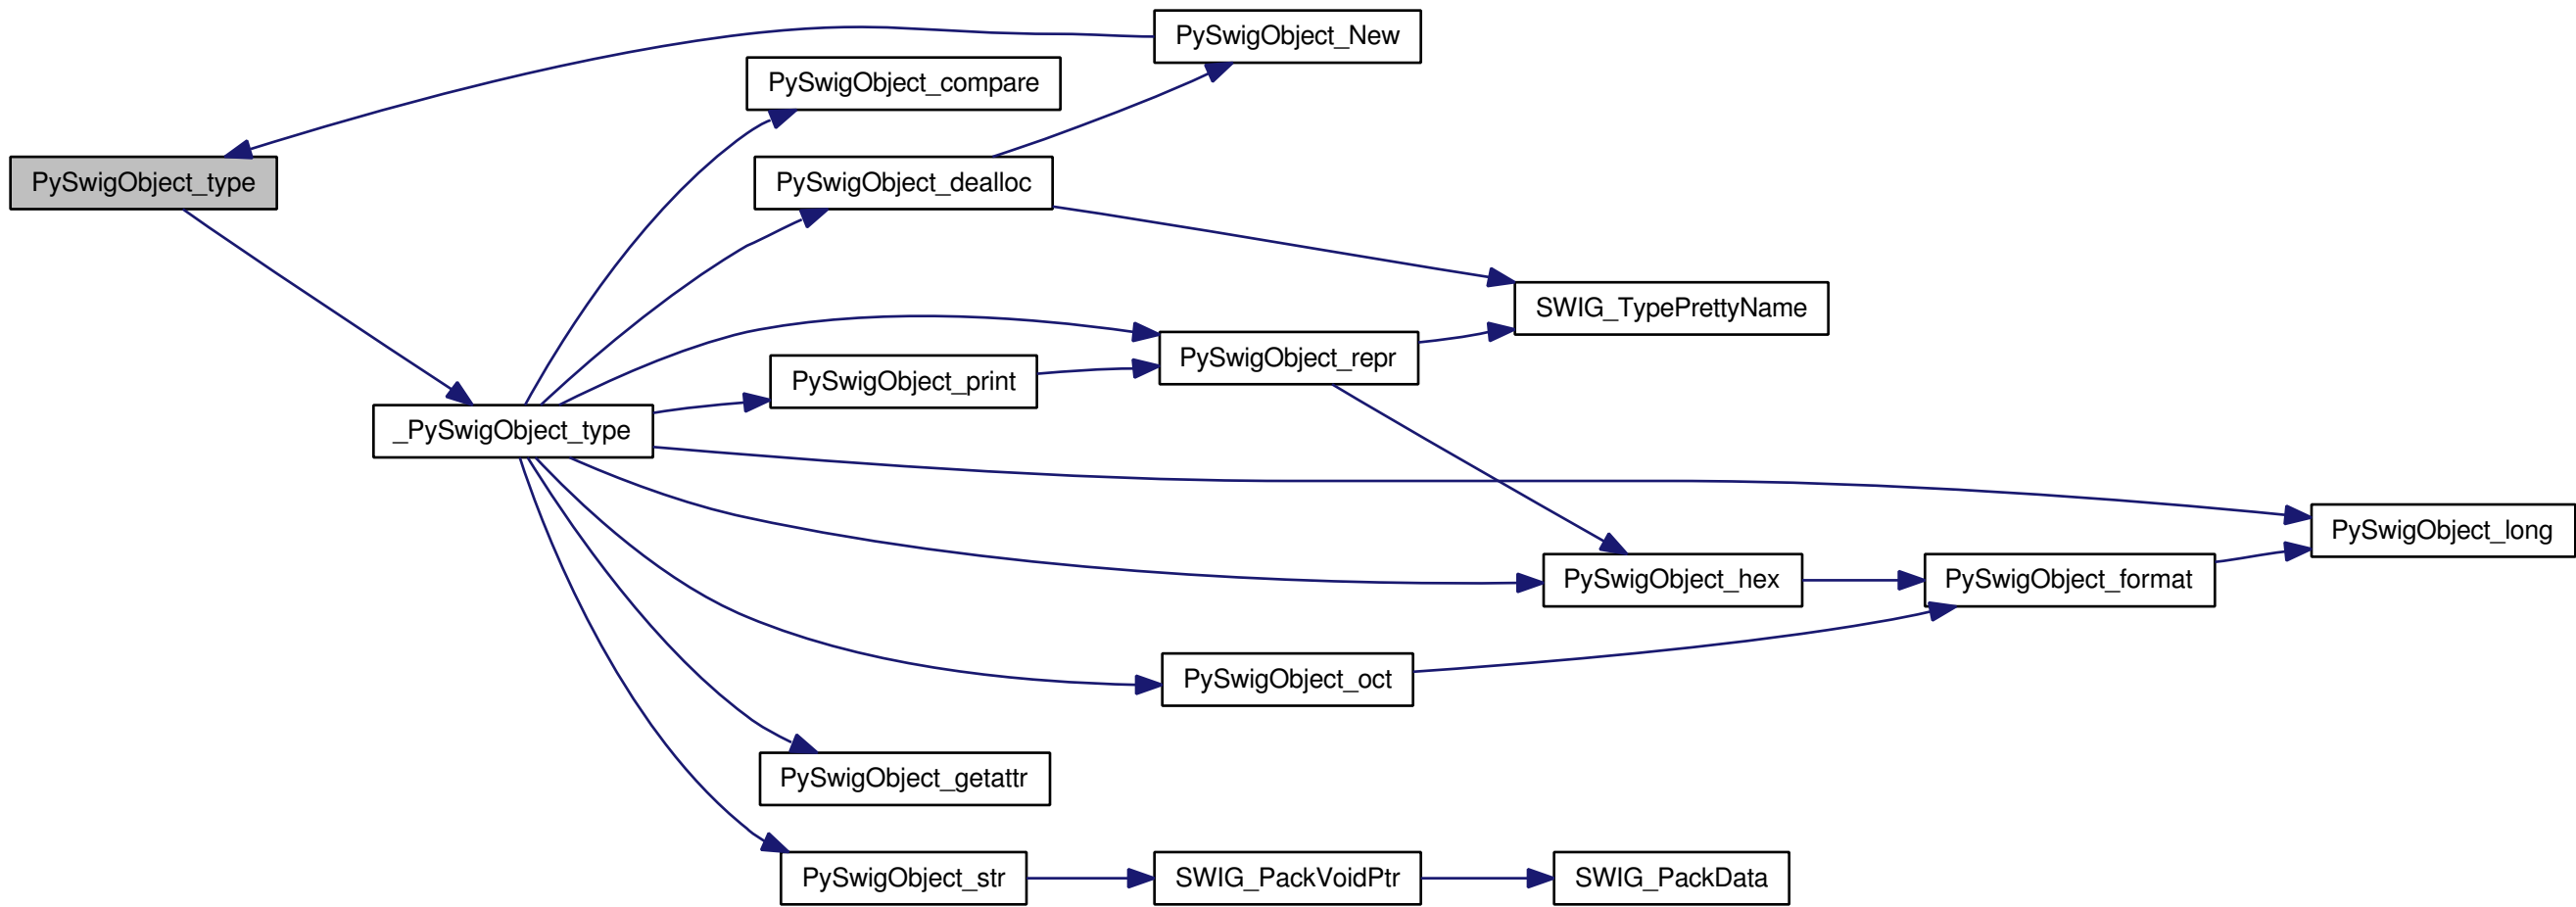 PySwigObject_New
PySwigObject_compare
PySwigObject_type
PySwigObject_dealloc
SWIG_TypePrettyName
PySwigObject_repr
PySwigObject_print
_PySwigObject_type
PySwigObject_long
PySwigObject_hex
PySwigObject_format
PySwigObject_oct
PySwigObject_getattr
PySwigObject_str
SWIG_PackVoidPtr
SWIG_PackData